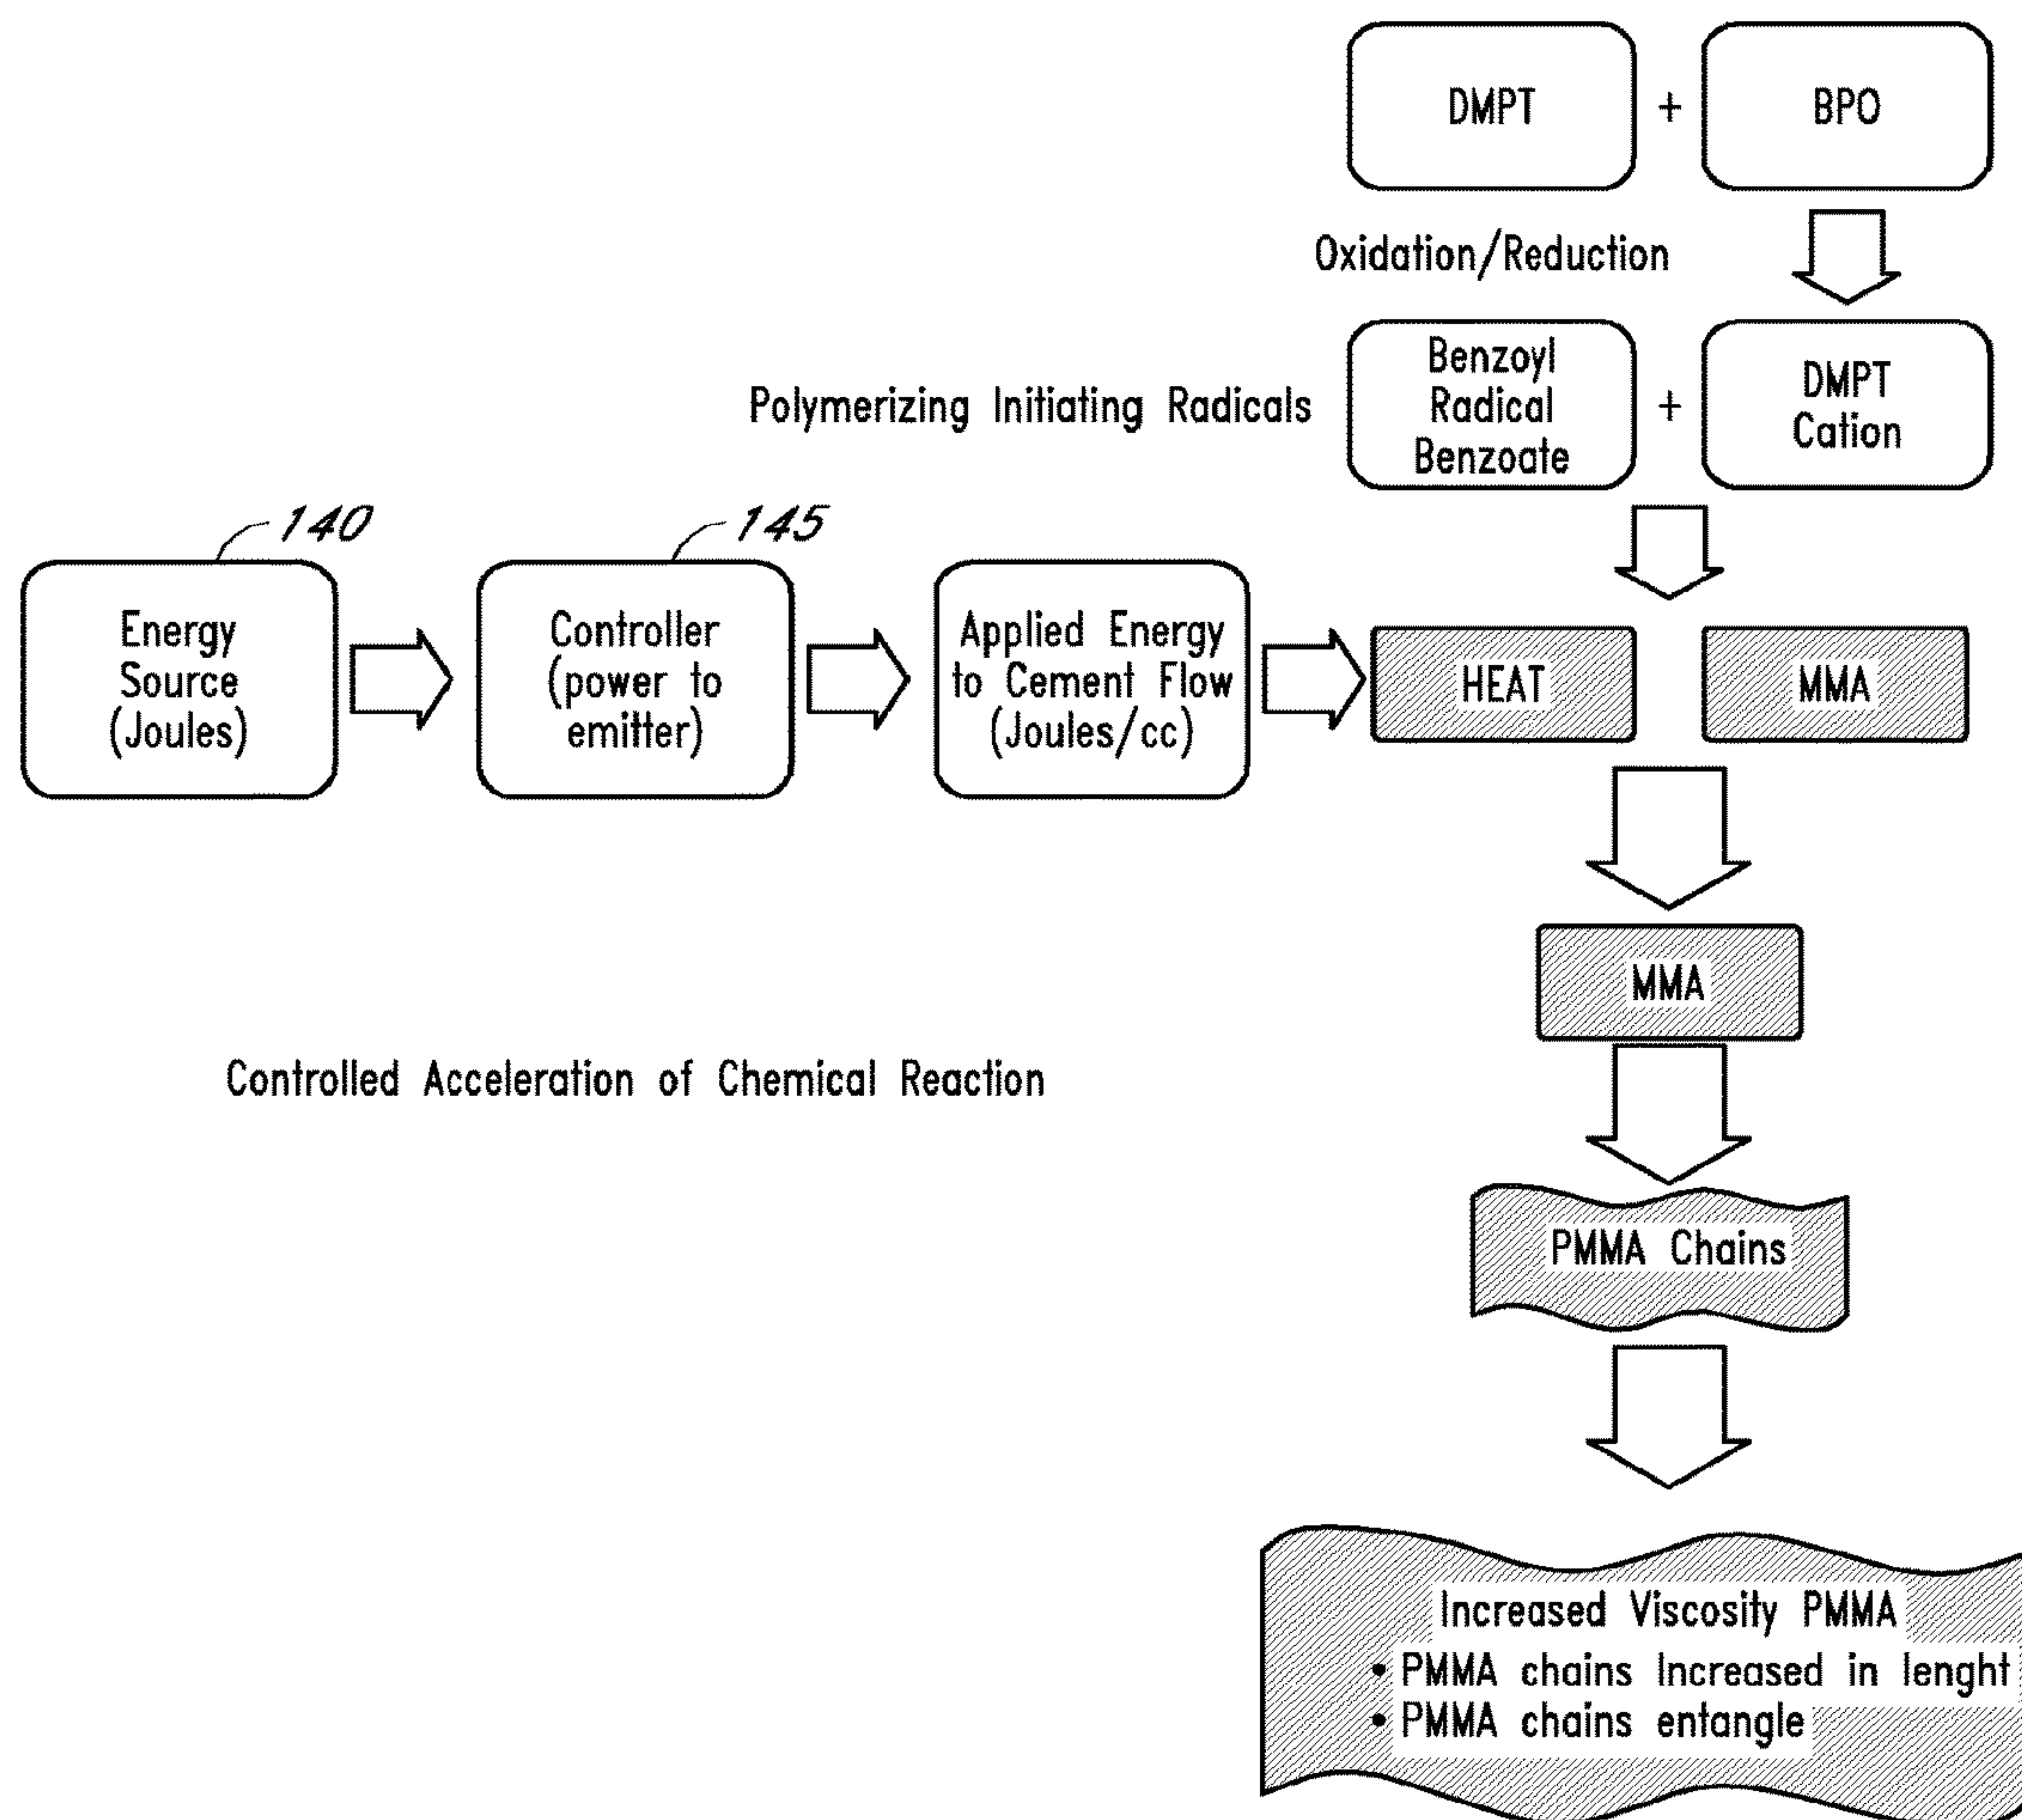 DMPT
+
BPO
Oxidation/Reduction
Polymerizing Initiating Radicals
Benzoyl
Radical
Benzoate
+
DMPT
Cation
140
145
Energy
Source
(Joules)
Controller
(power to
emitter)
Applied Energy
to Cement Flow
(Joules/cc)
HEAT
MMA
MMA
Controlled Acceleration of Chemical Reaction
PMMA Chains
Increased Viscosity PMMA
• PMMA chains Increased in lenght
• PMMA chains entangle